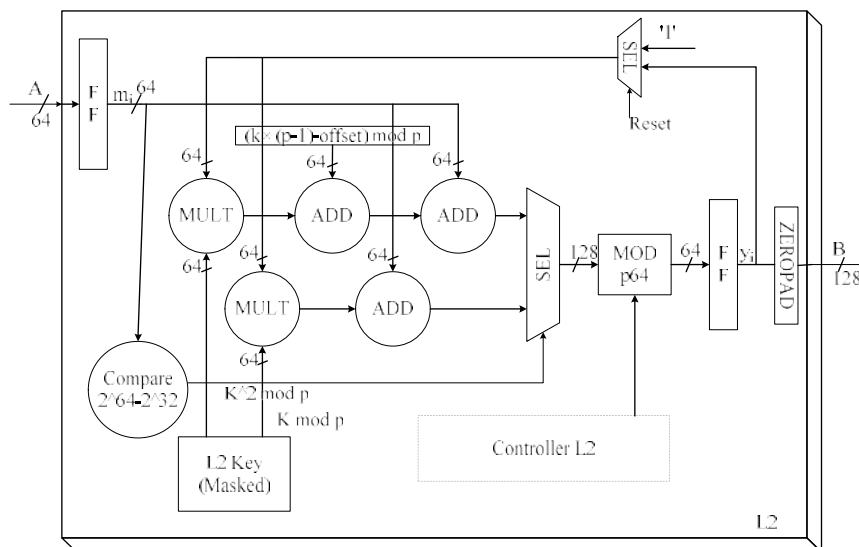 '1'
SEL
A
64
F
F
mi
64
Reset
(k× (p-1)-offset) mod p
64
64
64
MULT
ADD
ADD
64
64
64
SEL
128
MOD
p64
64
F
F
yi
ZEROPAD
B
128
MULT
ADD
64
Compare
2^64-2^32
K^2 mod p
K mod p
L2 Key
(Masked)
Controller L2
L2